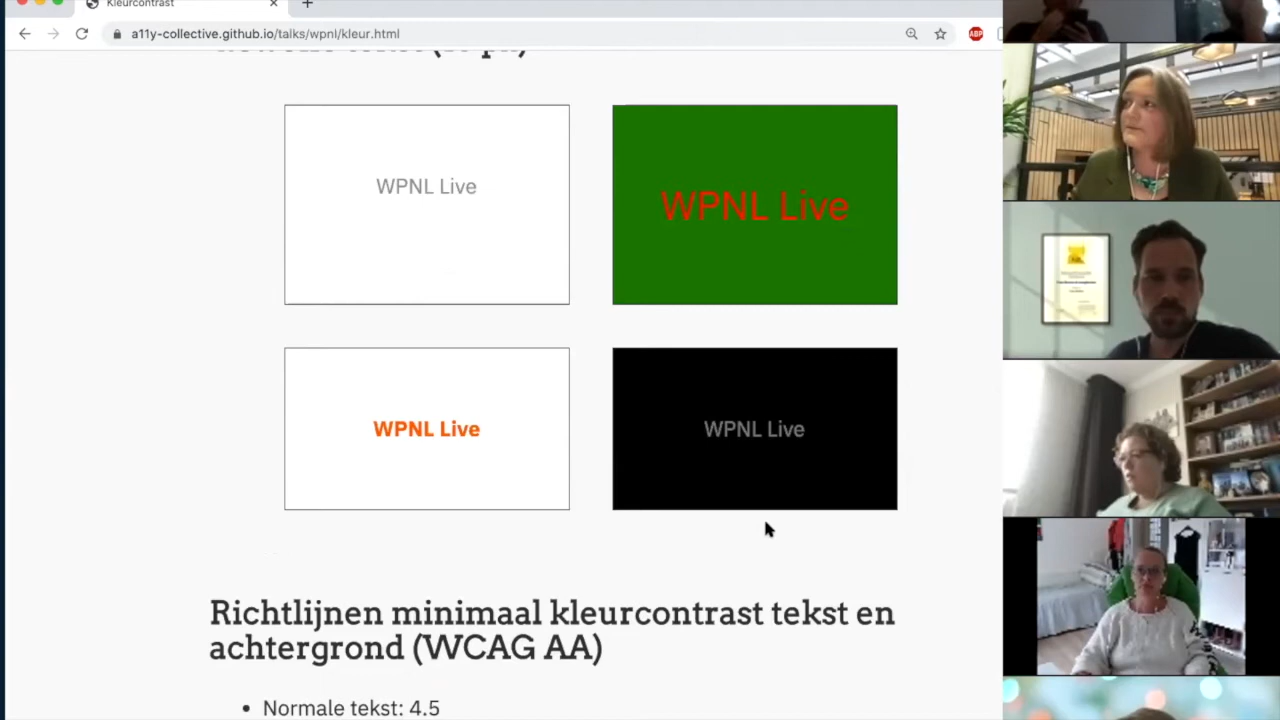 Kleurcontrast
a11y-collective.github.io/talks/wpnl/kleur.html
ABP
WPNL Live
WPNL Live
WPNL Live
WPNL Live
Richtlijnen minimaal kleurcontrast tekst en
achtergrond (WCAG AA)
• Normale tekst: 4.5